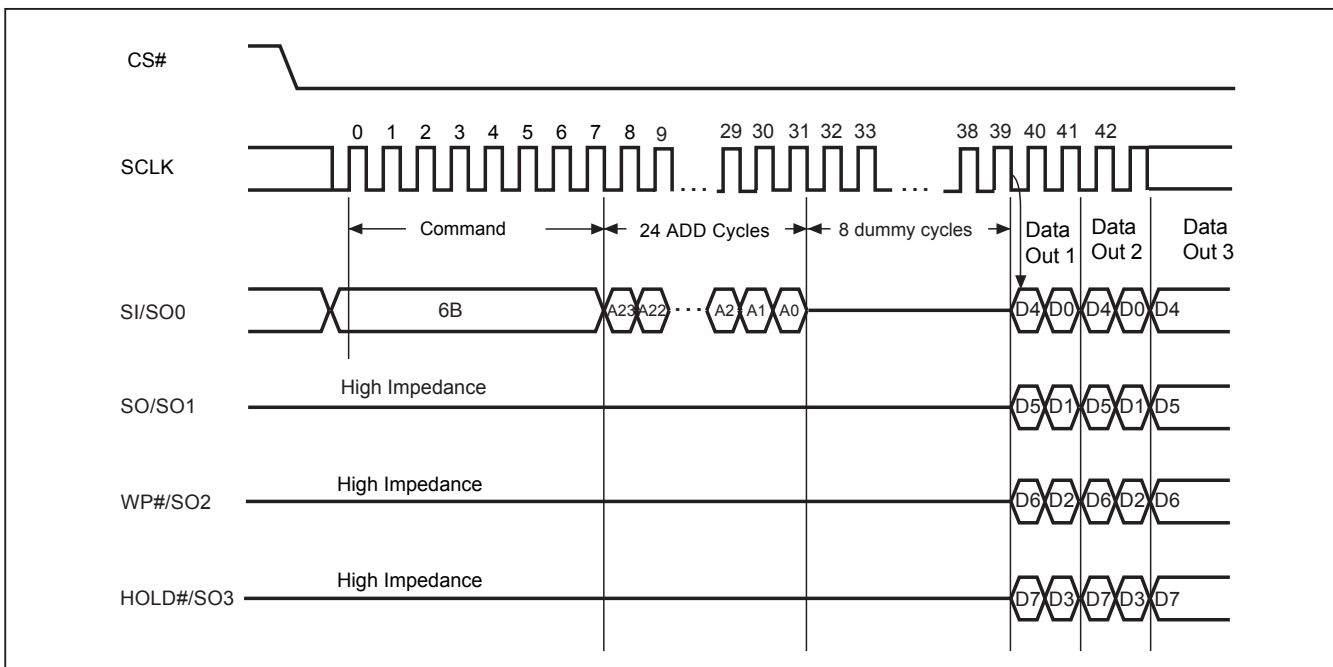 CS#
0 1 2 3 4 5 6 7 8 9 29 30 31 32 33 38 39 40 41 42
SCLK
... ...
Command 24 ADD Cycles 8 dummy cycles Data Out 1 Data Out 2 Data Out 3
SI/SO0 6B A23 A22 ... A2 A1 A0 D4 D0 D4 D0 D4
High Impedance
SO/SO1 D5 D1 D5 D1 D5
High Impedance
WP#/SO2 D6 D2 D6 D2 D6
High Impedance
HOLD#/SO3 D7 D3 D7 D3 D7